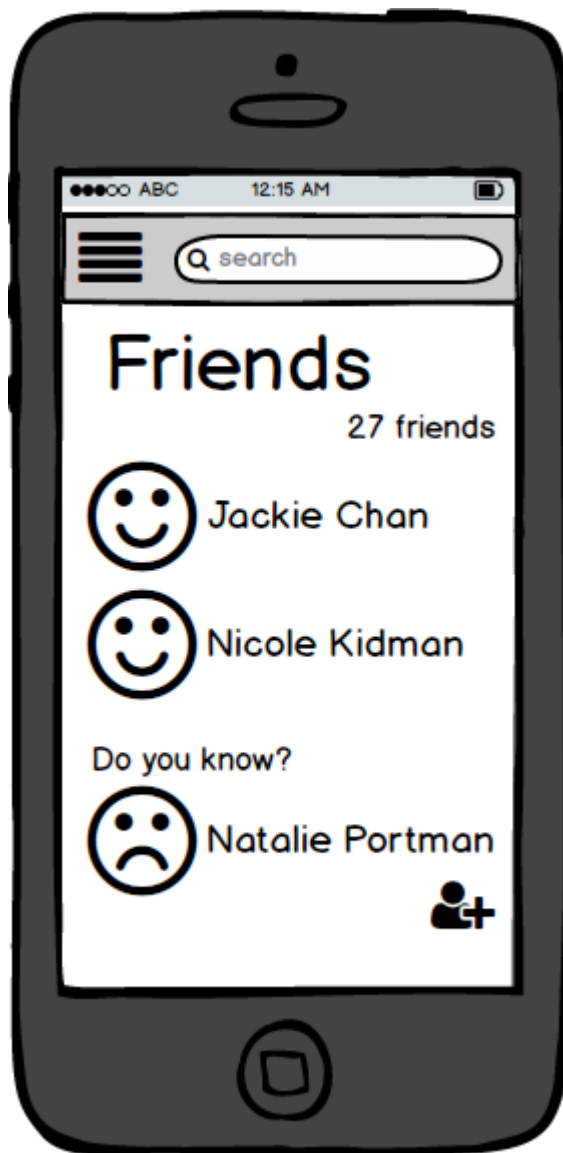 ABC 12:15 AM
search
Friends
27 friends
Jackie Chan
Nicole Kidman
Do you know?
Natalie Portman